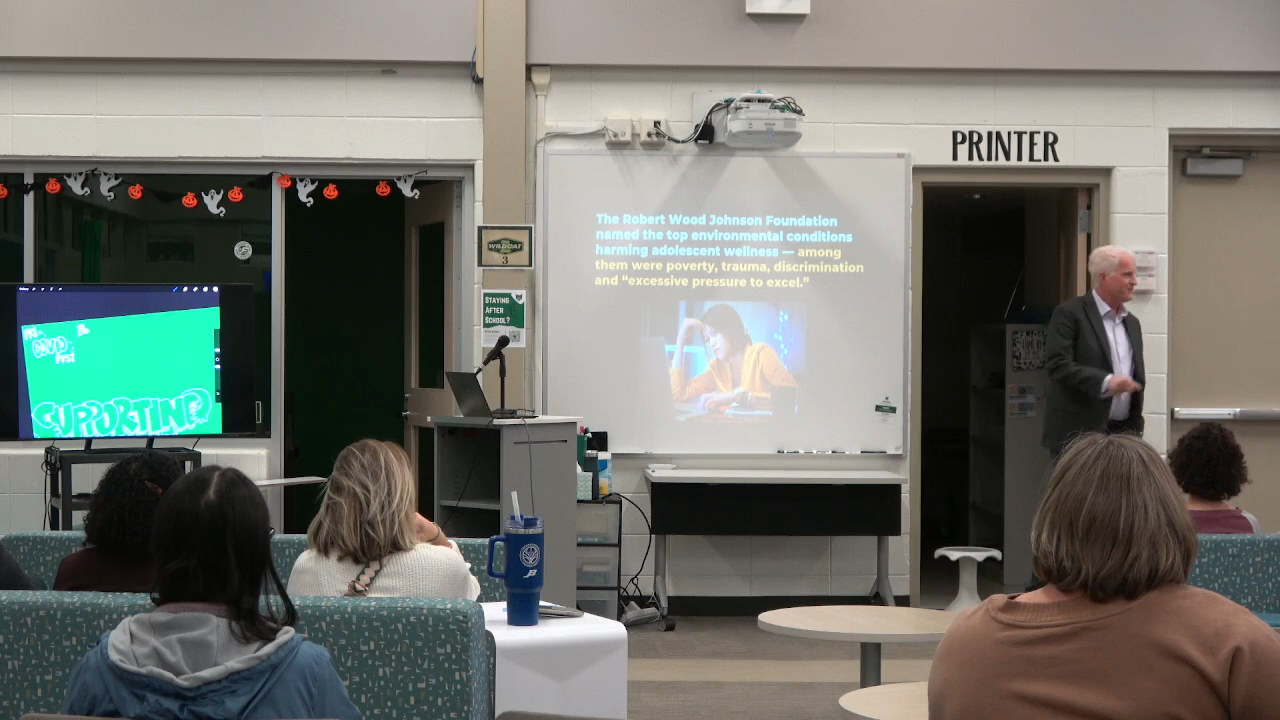 PRINTER
The Robert Wood Johnson Foundation
named the top environmental conditions
harming adolescent wellness — among
them were poverty, trauma, discrimination
and “excessive pressure to excel.”
WILDCAT
3
STAYING
AFTER
SCHOOL?
SUPPORTING